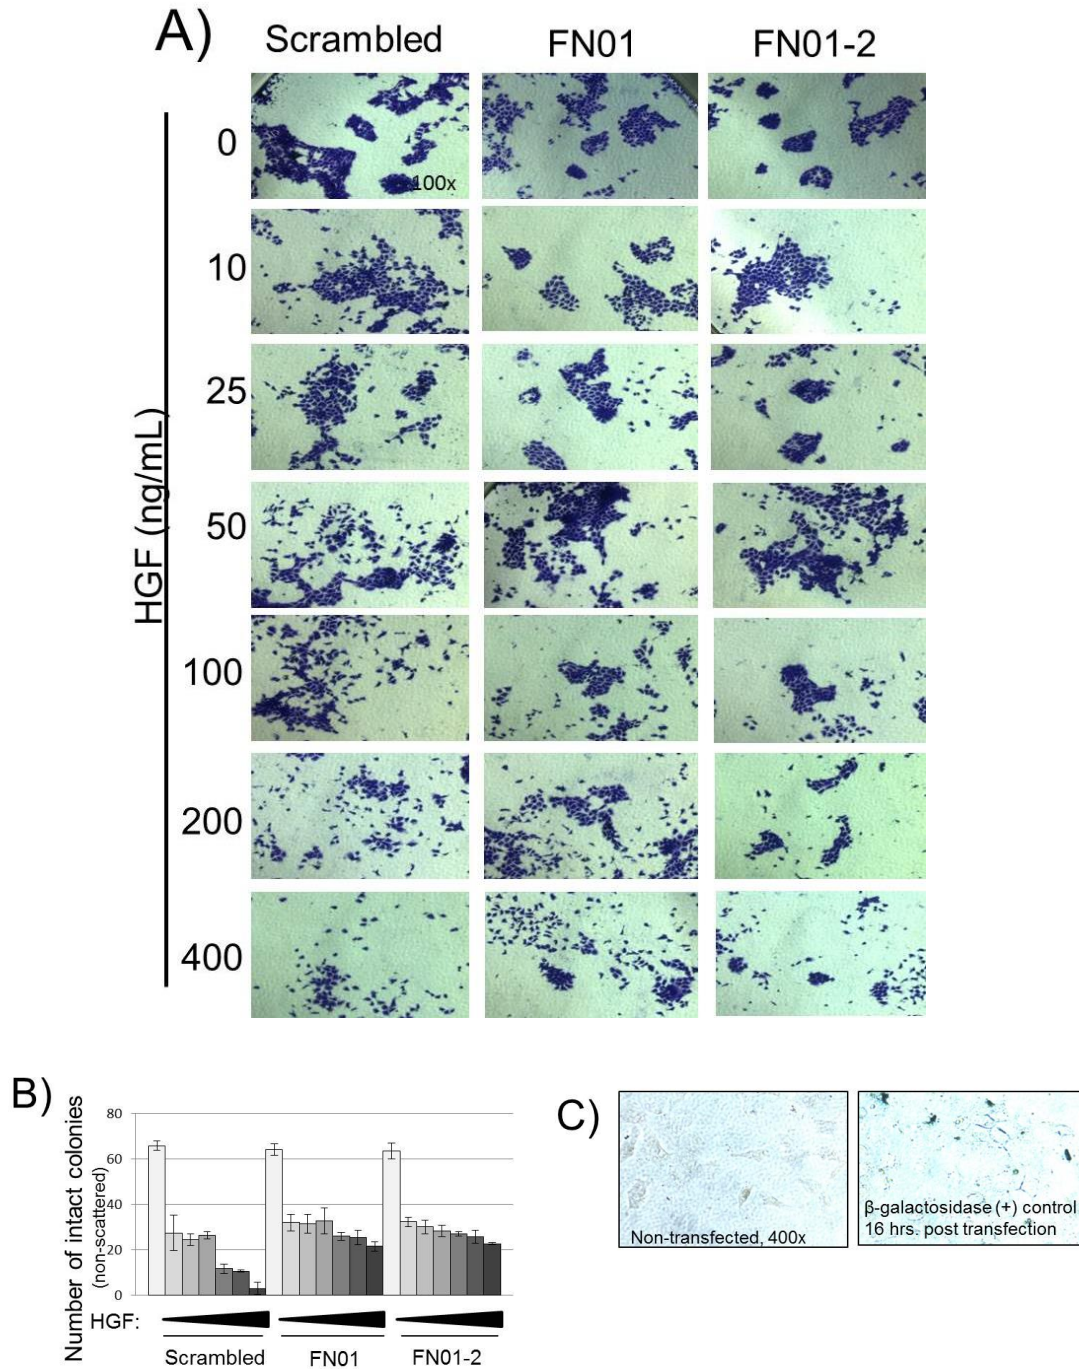 A)
Scrambled FN01 FN01-2
0
100x
10
25
50
100
200
400
HGF (ng/mL)
B)
Number of intact colonies
(non-scattered)
80
60
40
20
0
HGF:
Scrambled FN01 FN01-2
C)
Non-transfected, 400x
β-galactosidase (+) control
16 hrs. post transfection